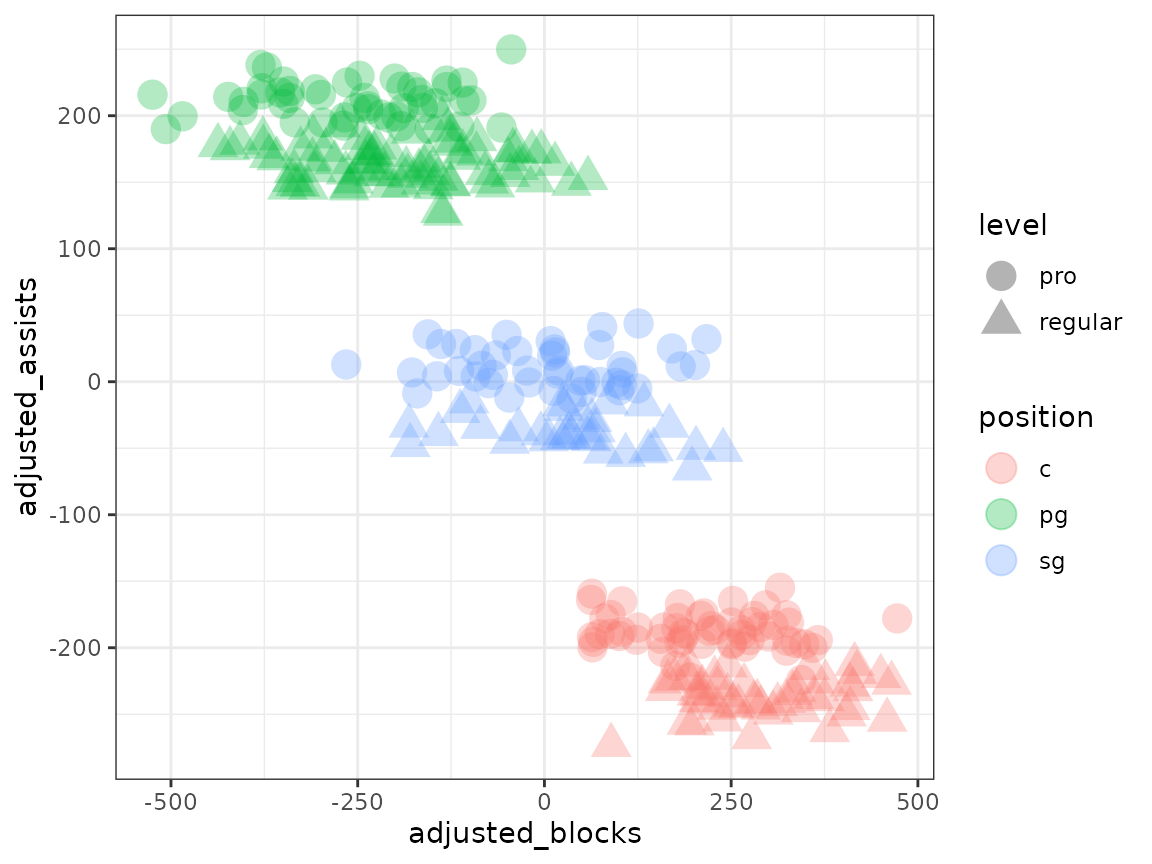 200
100
0
-100
-200
adjusted_assists
-500
-250
0
250
500
adjusted_blocks
level
pro
regular
position
c
pg
sg